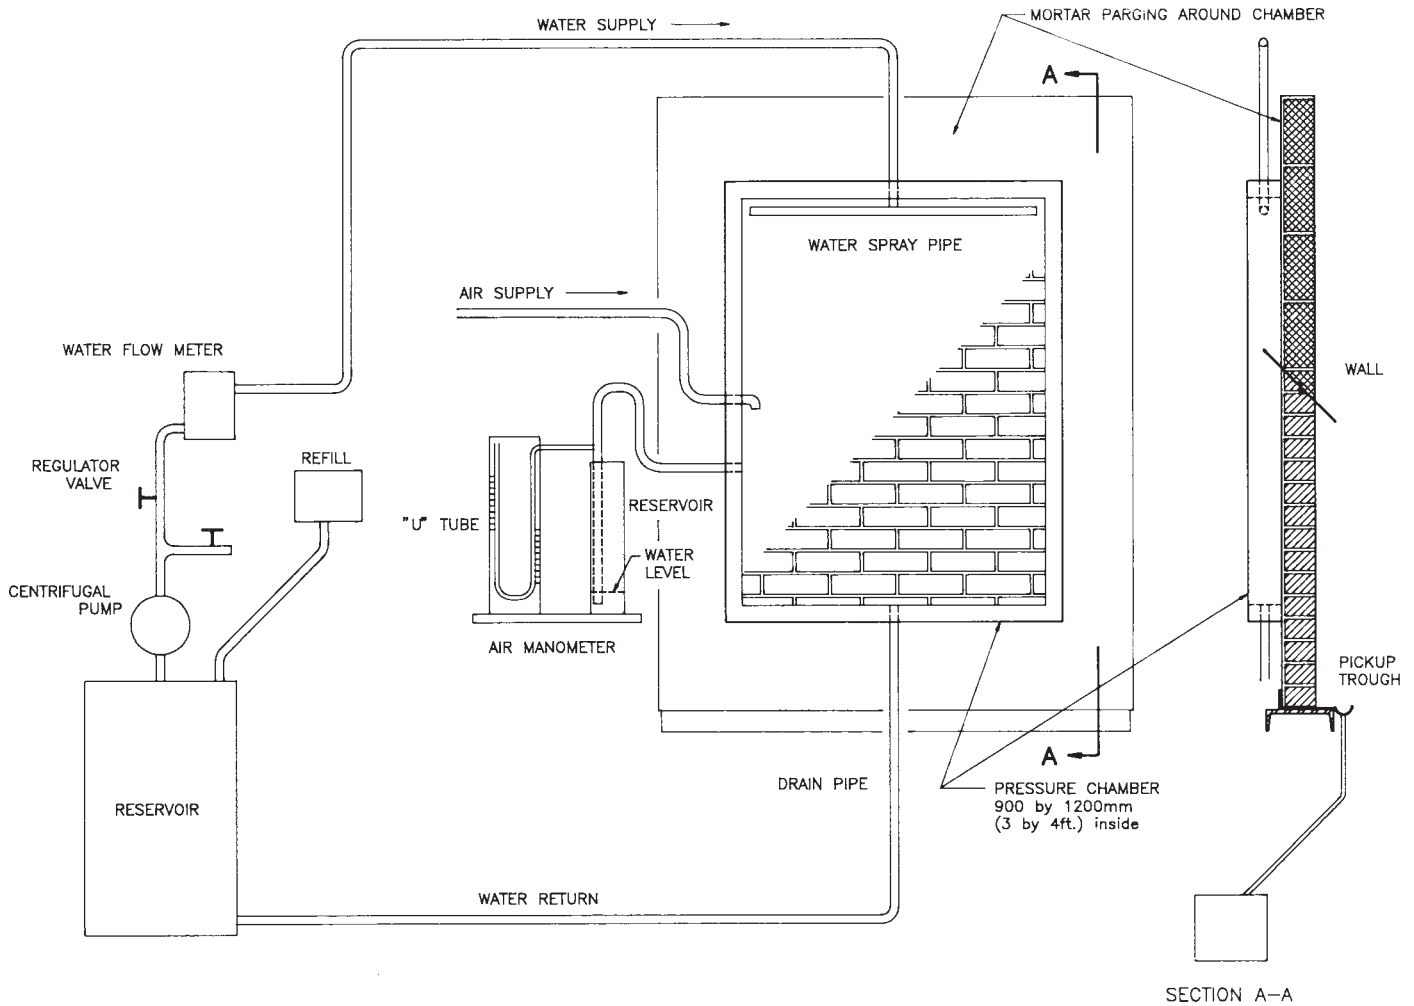 WATER SUPPLY
MORTAR PARGING AROUND CHAMBER
A
WATER SPRAY PIPE
AIR SUPPLY
WATER FLOW METER
WALL
REGULATOR
VALVE
REFILL
"U" TUBE
RESERVOIR
WATER
LEVEL
CENTRIFUGAL
PUMP
AIR MANOMETER
PICKUP
TROUGH
A
DRAIN PIPE
PRESSURE CHAMBER
900 by 1200mm
(3 by 4ft.) inside
RESERVOIR
WATER RETURN
SECTION A-A